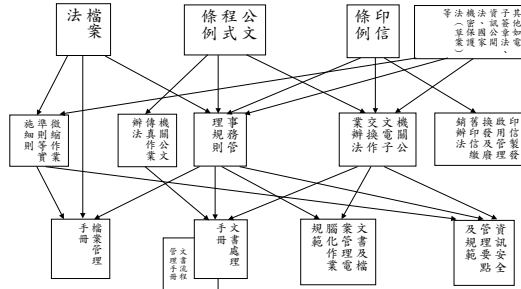 檔案
法
公文
程式
條例
印信
條例
其他如電
子簽章法、
資訊公開
法、國家
機密保護
法（草案）
等
微縮作業
準則等實
施細則
機關公文
傳真作業
辦法
事務管
理規則
機關公
文電子
交換作
業辦法
印信製發
啟用管理
換發及廢
舊印信繳
銷辦法
檔案管理
手冊
文書處理
手冊
文書流程
管理手冊
文書及檔
案管理電
腦化作業
規範
資訊安全
管理要點
及規範